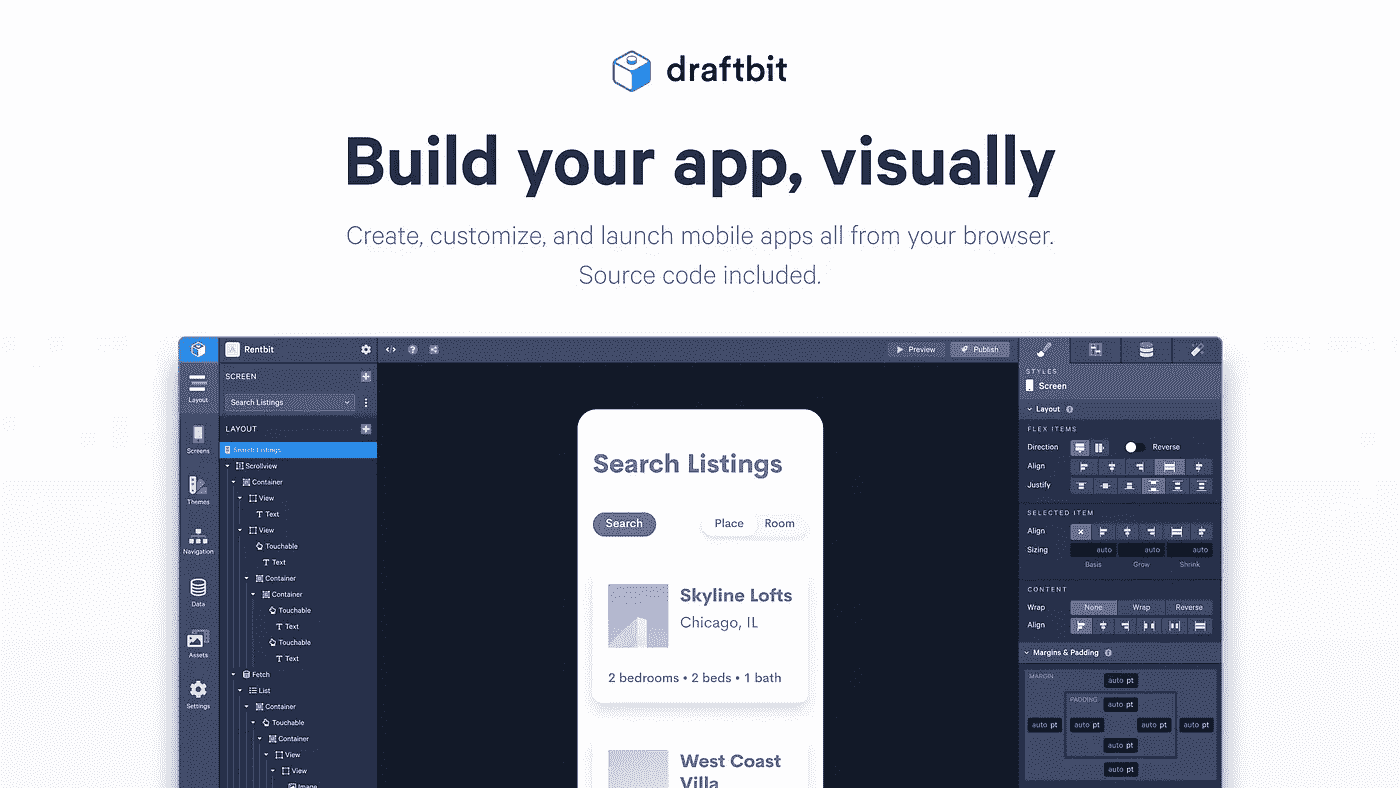 draftbit
Build your app, visually
Create, customize, and launch mobile apps all from your browser.
Source code included.
Rentbit
Preview
Publish
Layout
Screens
Themes
Navigation
Data
Assets
Settings
SCREEN
Search Listings
LAYOUT
Search Listings
Scrollview
Container
View
Text
View
Touchable
Text
Container
Container
Touchable
Text
Touchable
Text
Fetch
List
Container
Touchable
Container
View
View
Image
Search Listings
Search
Place Room
Skyline Lofts
Chicago, IL
2 bedrooms • 2 beds • 1 bath
West Coast
Villa
STYLES
Screen
Layout
FLEX ITEMS
Direction Reverse
Align
Justify
SELECTED ITEM
Align
Sizing auto auto auto
Basis Grow Shrink
CONTENT
Wrap None Wrap Reverse
Align
Margins & Padding
MARGIN
auto pt
PADDING
auto pt
auto pt auto pt auto pt auto pt
auto pt
auto pt